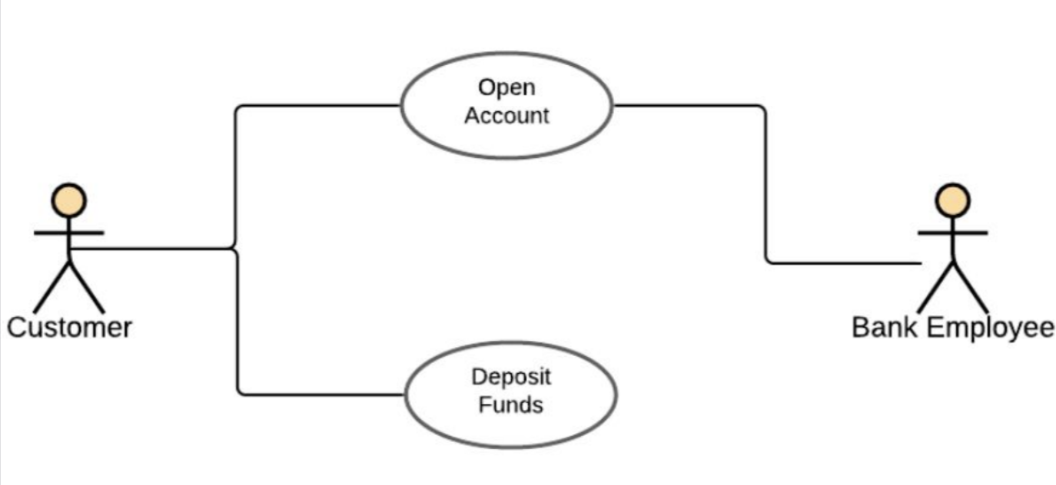 Open
Account
Customer
Bank Employee
Deposit
Funds